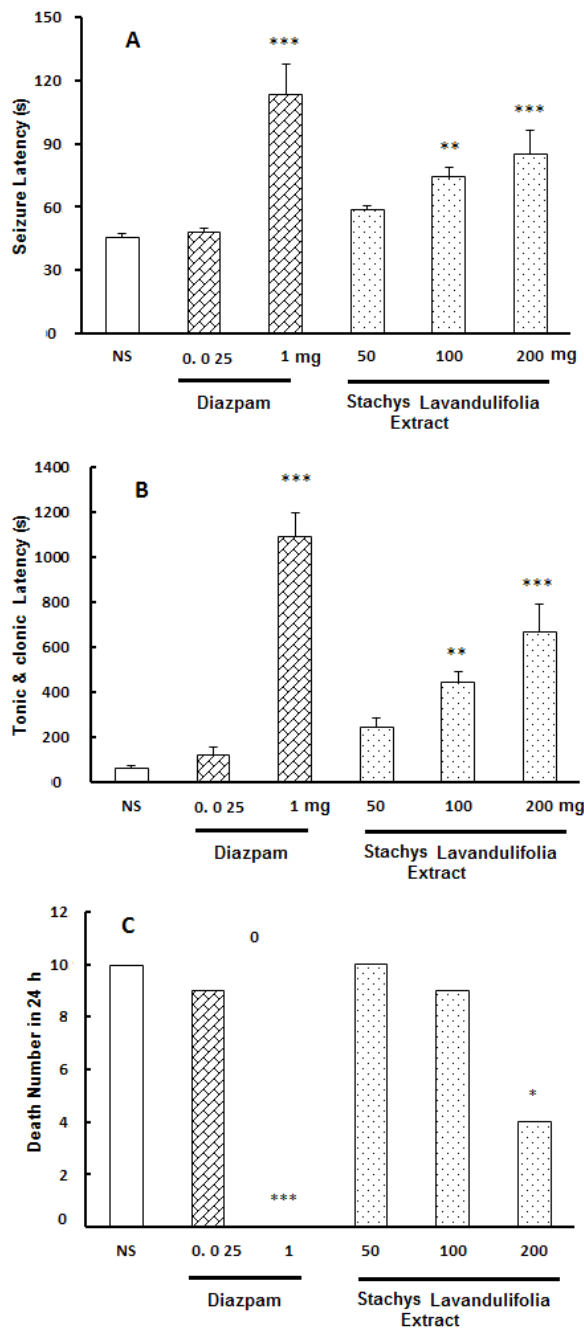 A
Seizure Latency (s)
150
120
90
60
30
0
***
**
***
NS
0. 0 25
1 mg
50
100
200 mg
Diazpam
Stachys Lavandulifolia
Extract
B
Tonic & clonic Latency (s)
1400
1200
1000
800
600
400
200
00
***
**
***
NS
0. 0 25
1 mg
50
100
200 mg
Diazpam
Stachys Lavandulifolia
Extract
C
Death Number in 24 h
12
10
8
6
4
2
0
0
***
*
NS
0. 0 25
1
50
100
200
Diazpam
Stachys Lavandulifolia
Extract